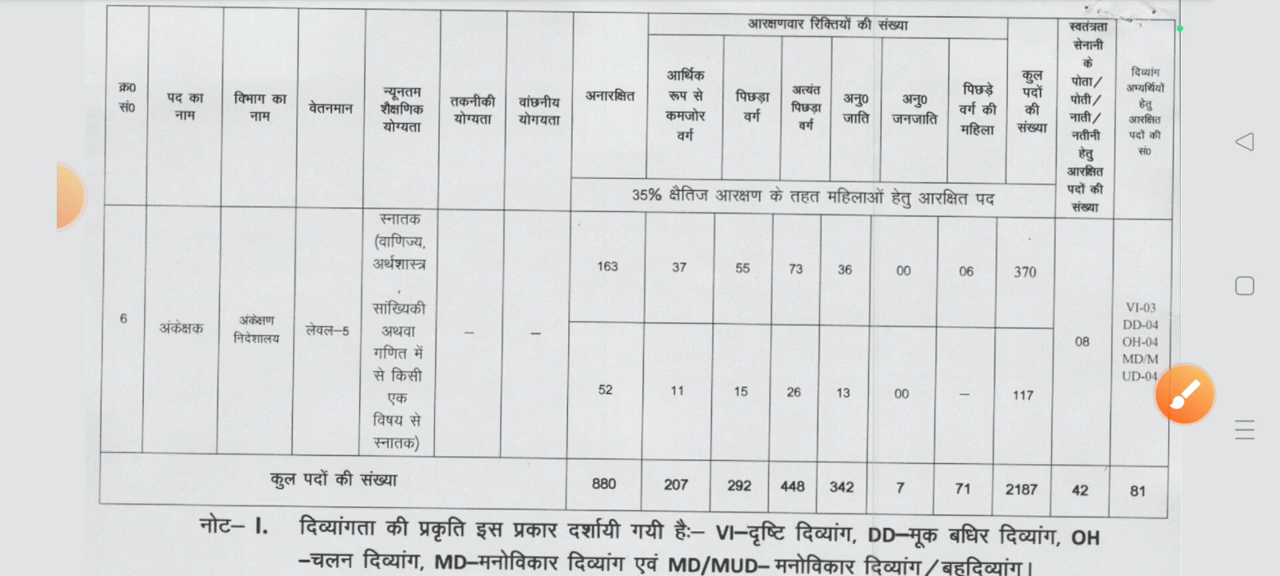 आरक्षणवार रिक्तियों की संख्या
क्र0
सं0
पद का
नाम
विभाग का
नाम
वेतनमान
न्यूनतम
शैक्षणिक
योग्यता
तकनीकी
योग्यता
वांछनीय
योगयता
अनारक्षित
आर्थिक
रूप से
कमजोर
वर्ग
पिछड़ा
वर्ग
अत्यंत
पिछड़ा
वर्ग
अनु0
जाति
अनु0
जनजाति
पिछड़े
वर्ग की
महिला
कुल
पदों
की
संख्या
स्वतंत्रता
सेनानी
के
पोता/
पोती/
नाती/
नतीनी
हेतु
आरक्षित
पदों की
संख्या
दिव्यांग
अभ्यर्थियों
हेतु
आरक्षित
पदों की
सं0
35% क्षैतिज आरक्षण के तहत महिलाओं हेतु आरक्षित पद
6
अंकेक्षक
अंकेक्षण
निदेशालय
लेवल–5
स्नातक
(वाणिज्य,
अर्थशास्त्र
,
सांख्यिकी
अथवा
गणित में
से किसी
एक
विषय से
स्नातक)
–
–
163 37 55 73 36 00 06 370
52 11 15 26 13 00 – 117
08
VI-03
DD-04
OH-04
MD/M
UD-04
कुल पदों की संख्या 880 207 292 448 342 7 71 2187 42 81
नोट– I. दिव्यांगता की प्रकृति इस प्रकार दर्शायी गयी हैः– VI–दृष्टि दिव्यांग, DD–मूक बधिर दिव्यांग, OH
–चलन दिव्यांग, MD–मनोविकार दिव्यांग एवं MD/MUD– मनोविकार दिव्यांग/बहुदिव्यांग।